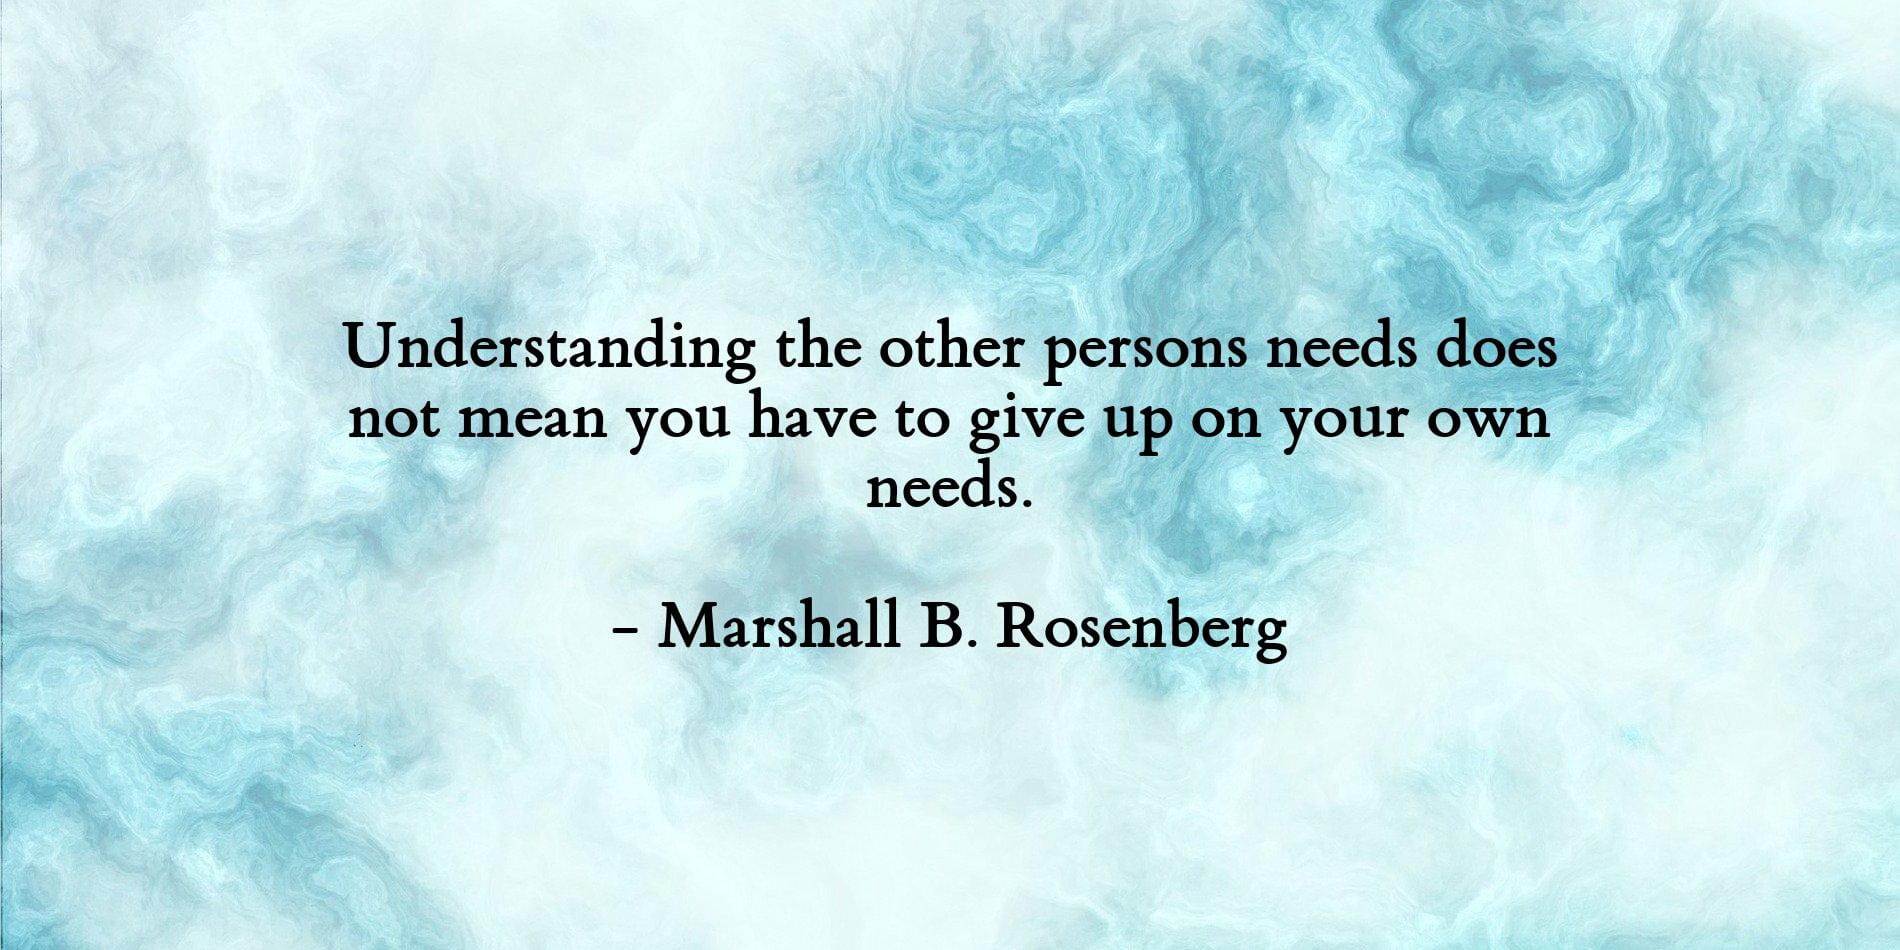 Understanding the other persons needs does
not mean you have to give up on your own
needs.
– Marshall B. Rosenberg